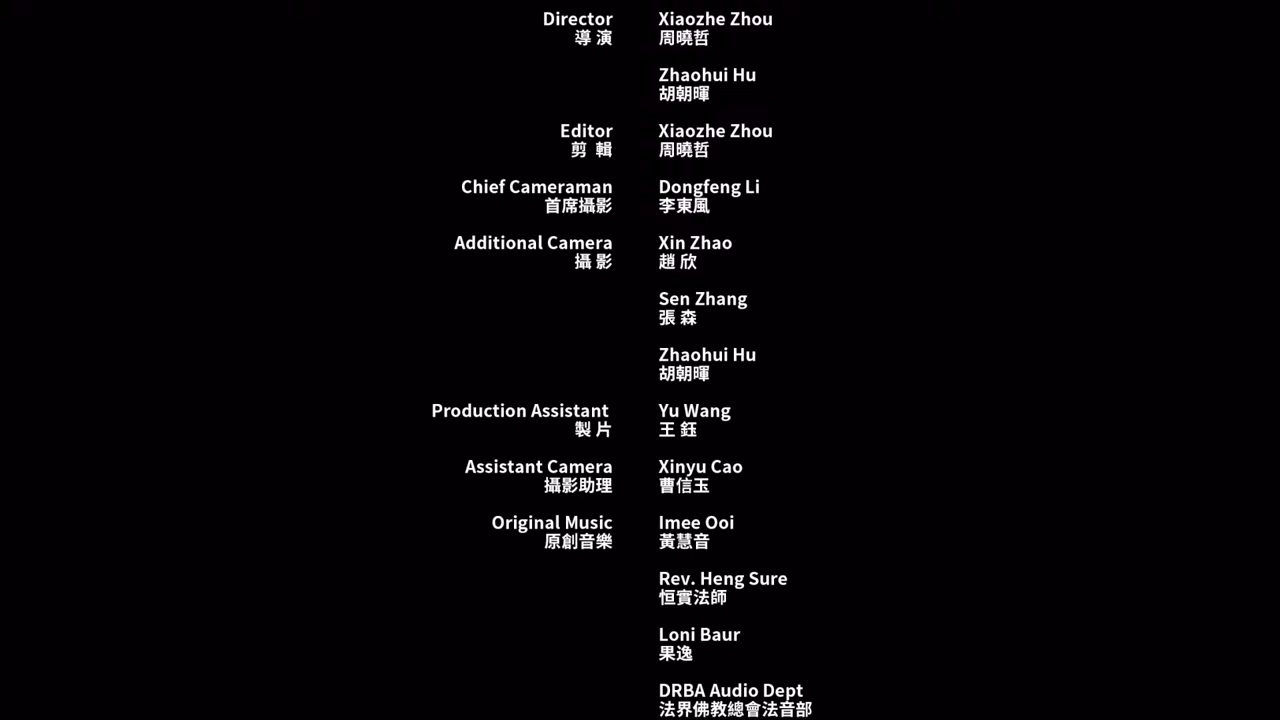 Director Xiaozhe Zhou
導 演 周曉哲
Zhaohui Hu
胡朝暉
Editor Xiaozhe Zhou
剪 輯 周曉哲
Chief Cameraman Dongfeng Li
首席攝影 李東風
Additional Camera Xin Zhao
攝 影 趙 欣
Sen Zhang
張 森
Zhaohui Hu
胡朝暉
Production Assistant Yu Wang
製 片 王 鈺
Assistant Camera Xinyu Cao
攝影助理 曹信玉
Original Music Imee Ooi
原創音樂 黃慧音
Rev. Heng Sure
恒實法師
Loni Baur
果逸
DRBA Audio Dept
法界佛教總會法音部